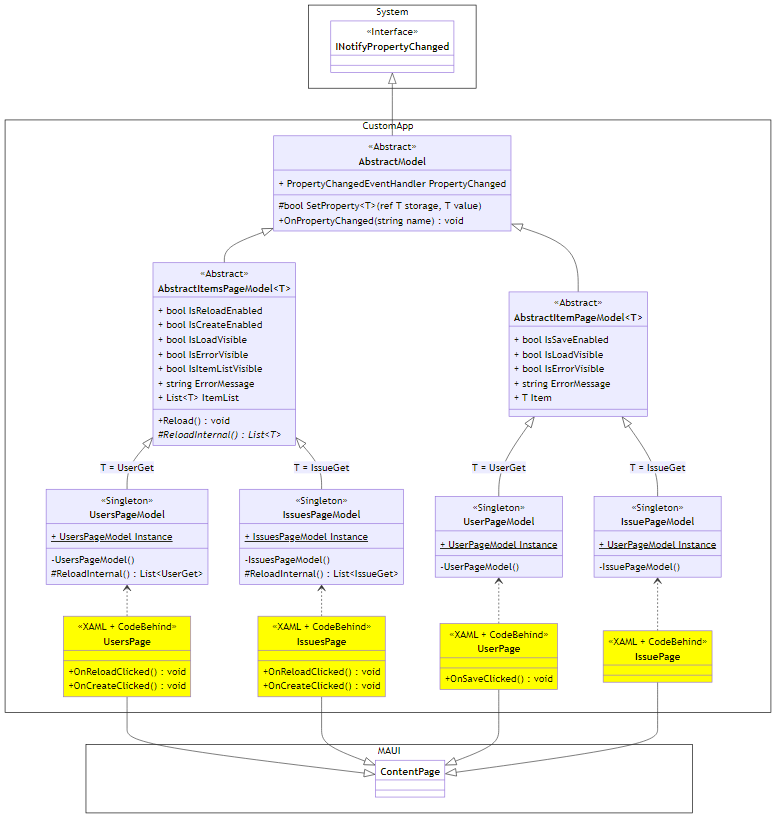 System
«Interface»
INotifyPropertyChanged
CustomApp
«Abstract»
AbstractModel
+ PropertyChangedEventHandler PropertyChanged
#bool SetProperty<T>(ref T storage, T value)
+OnPropertyChanged(string name) : void
«Abstract»
AbstractItemsPageModel<T>
+ bool IsReloadEnabled
+ bool IsCreateEnabled
+ bool IsLoadVisible
+ bool IsErrorVisible
+ bool IsItemListVisible
+ string ErrorMessage
+ List<T> ItemList
+Reload() : void
#ReloadInternal() : List<T>
«Abstract»
AbstractItemPageModel<T>
+ bool IsSaveEnabled
+ bool IsLoadVisible
+ bool IsErrorVisible
+ string ErrorMessage
+ T Item
T = UserGet
T = IssueGet
T = UserGet
T = IssueGet
«Singleton»
UsersPageModel
+ UsersPageModel Instance
-UsersPageModel()
#ReloadInternal() : List<UserGet>
«Singleton»
IssuesPageModel
+ IssuesPageModel Instance
-IssuesPageModel()
#ReloadInternal() : List<IssueGet>
«Singleton»
UserPageModel
+ UserPageModel Instance
-UserPageModel()
«Singleton»
IssuePageModel
+ UserPageModel Instance
-IssuePageModel()
«XAML + CodeBehind»
UsersPage
+OnReloadClicked() : void
+OnCreateClicked() : void
«XAML + CodeBehind»
IssuesPage
+OnReloadClicked() : void
+OnCreateClicked() : void
«XAML + CodeBehind»
UserPage
+OnSaveClicked() : void
«XAML + CodeBehind»
IssuePage
MAUI
ContentPage